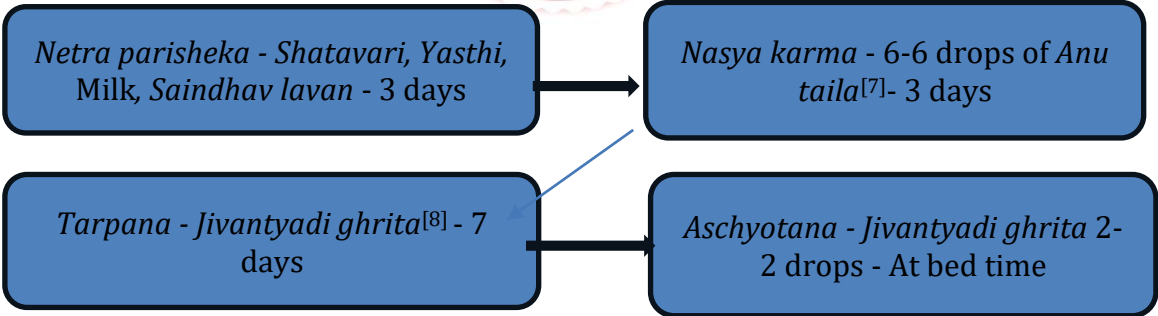 Netra parisheka - Shatavari, Yasthi,
Milk, Saindhav lavan - 3 days
Nasya karma - 6-6 drops of Anu
taila[7]- 3 days
Tarpana - Jivantyadi ghrita[8] - 7
days
Aschyotana - Jivantyadi ghrita 2-
2 drops - At bed time